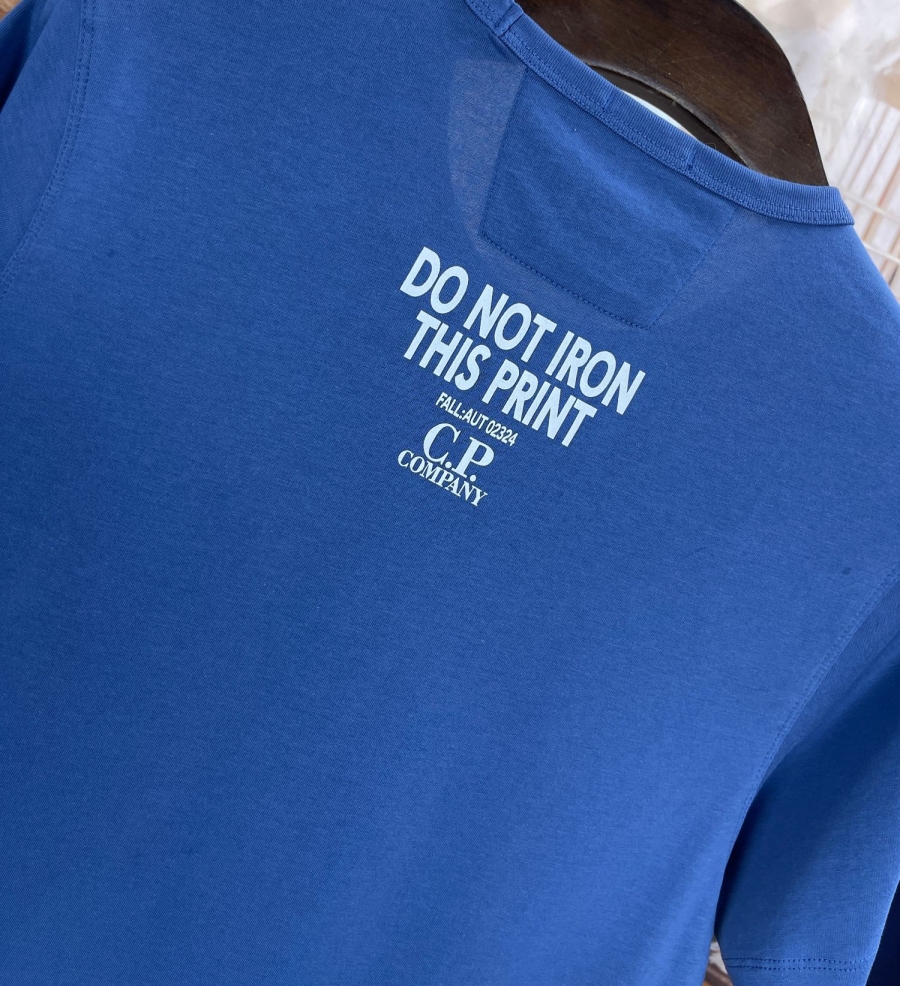 DO NOT IRON
THIS PRINT
FALL:AUT 02324
C.P.
COMPANY